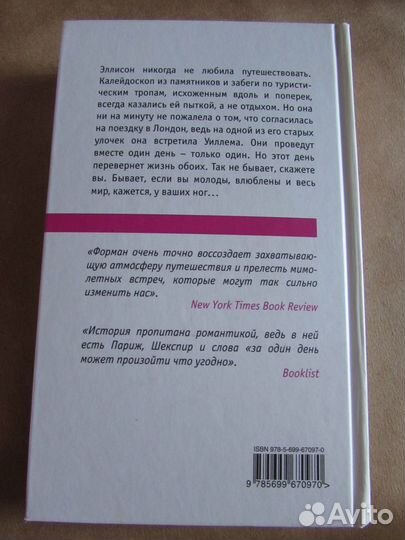 Эллисон никогда не любила путешествовать.
Калейдоскоп из памятников и забеги по туристи-
ческим тропам, исхоженным вдоль и поперек,
всегда казались ей пыткой, а не отдыхом. Но она
ни на минуту не пожалела о том, что согласилась
на поездку в Лондон, ведь на одной из его старых
улочек она встретила Уиллема. Они проведут
вместе один день – только один. Но этот день
перевернет жизнь обоих. Так не бывает, скажете
вы. Бывает, если вы молоды, влюблены и весь
мир, кажется, у ваших ног...
«Форман очень точно воссоздает захватываю-
щую атмосферу путешествия и прелесть мимо-
летных встреч, которые могут так сильно
изменить нас».
New York Times Book Review
«История пропитана романтикой, ведь в ней
есть Париж, Шекспир и слова «за один день
может произойти что угодно».
Booklist
ISBN 978-5-699-67097-0
9 785699 670970 >
Avito